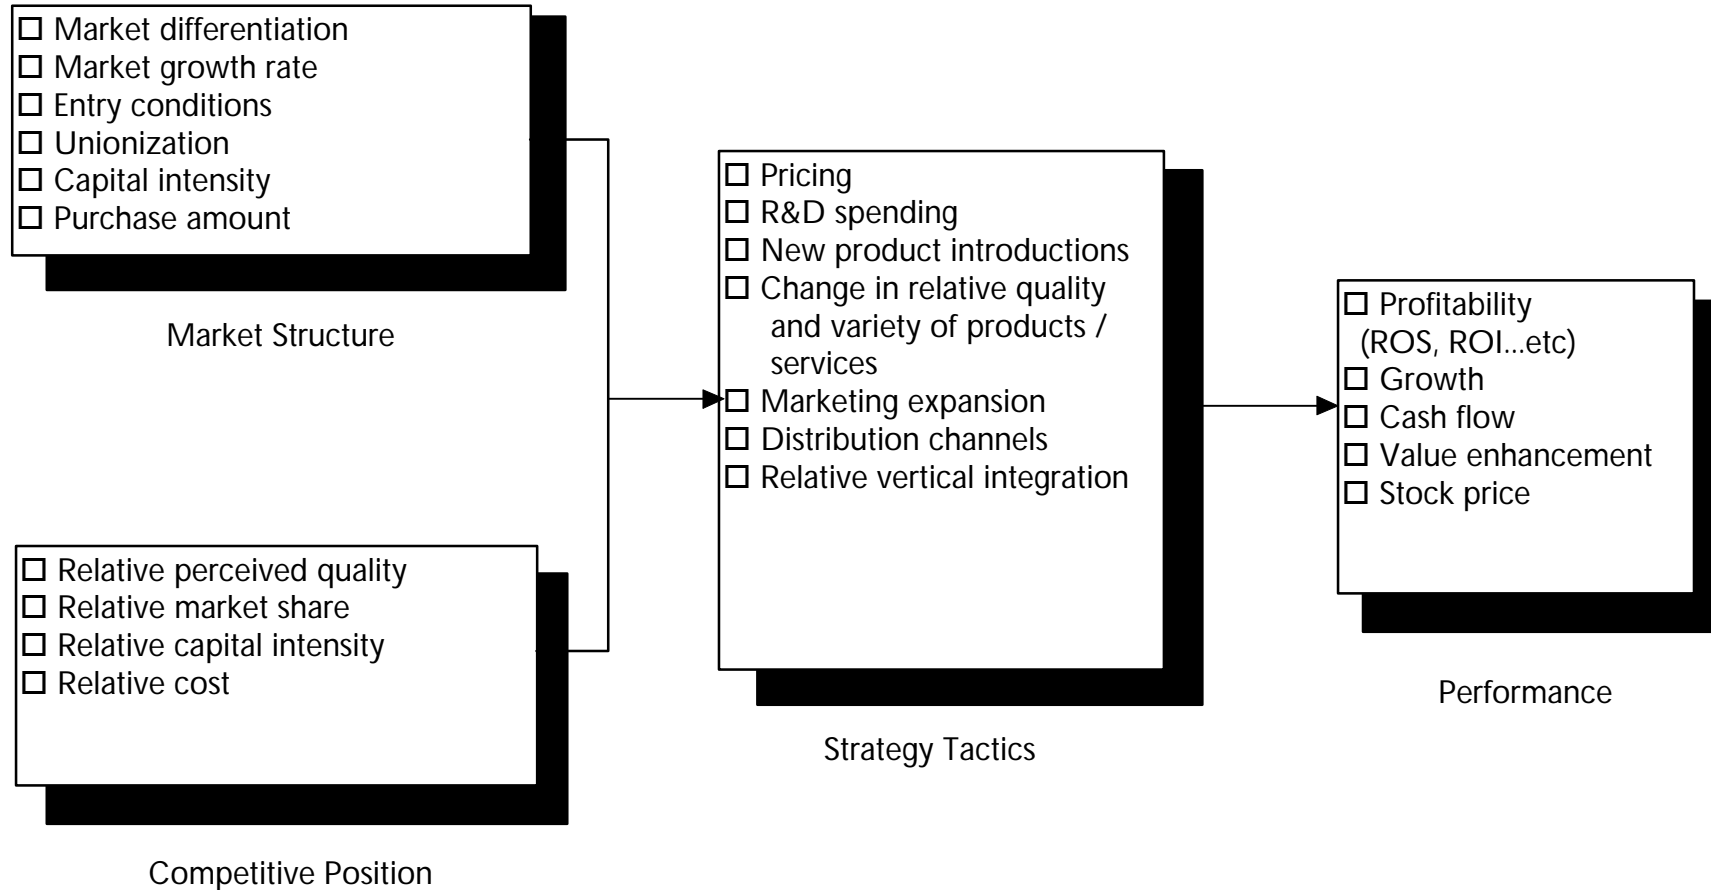 □ Market differentiation
□ Market growth rate
□ Entry conditions
□ Unionization
□ Capital intensity
□ Purchase amount
Market Structure
□ Relative perceived quality
□ Relative market share
□ Relative capital intensity
□ Relative cost
Competitive Position
□ Pricing
□ R&D spending
□ New product introductions
□ Change in relative quality
and variety of products /
services
□ Marketing expansion
□ Distribution channels
□ Relative vertical integration
Strategy Tactics
□ Profitability
(ROS, ROI...etc)
□ Growth
□ Cash flow
□ Value enhancement
□ Stock price
Performance